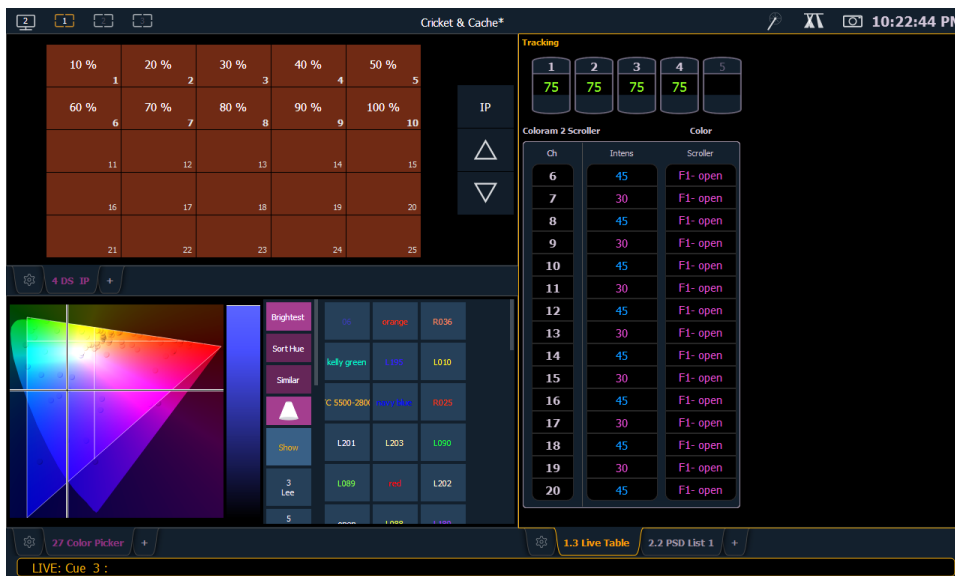 2 1 2 3 Cricket & Cache* 10:22:44 PM
10 % 20 % 30 % 40 % 50 %
1 2 3 4 5
60 % 70 % 80 % 90 % 100 %
6 7 8 9 10
11 12 13 14 15
16 17 18 19 20
21 22 23 24 25
IP
4 DS IP +
Brightest
Sort Hue
Similar
Show
3
Lee
5
orange R036
kelly green L010
C 5500-2800 navy blue R025
L201 L203 L090
L089 red L202
open L088
27 Color Picker +
Tracking
1 2 3 4 5
75 75 75 75
Coloram 2 Scroller Color
Ch Intens Scroller
6 45 F1- open
7 30 F1- open
8 45 F1- open
9 30 F1- open
10 45 F1- open
11 30 F1- open
12 45 F1- open
13 30 F1- open
14 45 F1- open
15 30 F1- open
16 45 F1- open
17 30 F1- open
18 45 F1- open
19 30 F1- open
20 45 F1- open
1.3 Live Table 2.2 PSD List 1 +
LIVE: Cue 3 :